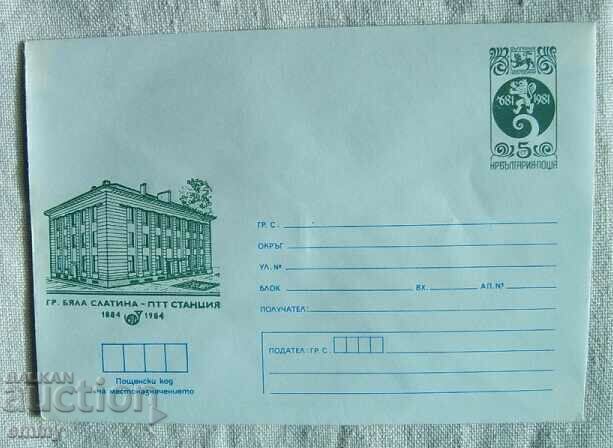 681 1981
5
НР БЪЛГАРИЯ·ПОЩА
ГР. БЯЛА СЛАТИНА - ПТТ СТАНЦИЯ
1884 1984
Пощенски код
на местоназначението
ГР. С.
ОКРЪГ
УЛ. №
БЛОК ВХ. АП. №
ПОЛУЧАТЕЛ:
ПОДАТЕЛ: ГР. С.
BALKAN
auction
emmy